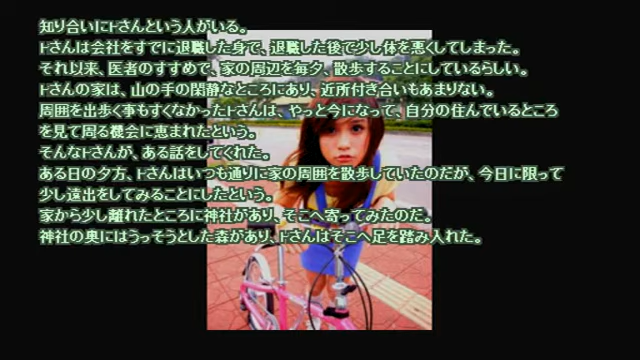 知り合いにFさんという人がいる。
Fさんは会社をすでに退職した身で、退職した後で少し体を悪くしてしまった。
それ以来、医者のすすめで、家の周辺を毎夕、散歩することにしているらしい。
Fさんの家は、山の手の閑静なところにあり、近所付き合いもあまりない。
周囲を出歩く事もすくなかったFさんは、やっと今になって、自分の住んでいるところ
を見て周る機会に恵まれたという。
そんなFさんが、ある話をしてくれた。
ある日の夕方、Fさんはいつも通りに家の周囲を散歩していたのだが、今日に限って
少し遠出をしてみることにしたという。
家から少し離れたところに神社があり、そこへ寄ってみたのだ。
神社の奥にはうっそうとした森があり、Fさんはそこへ足を踏み入れた。